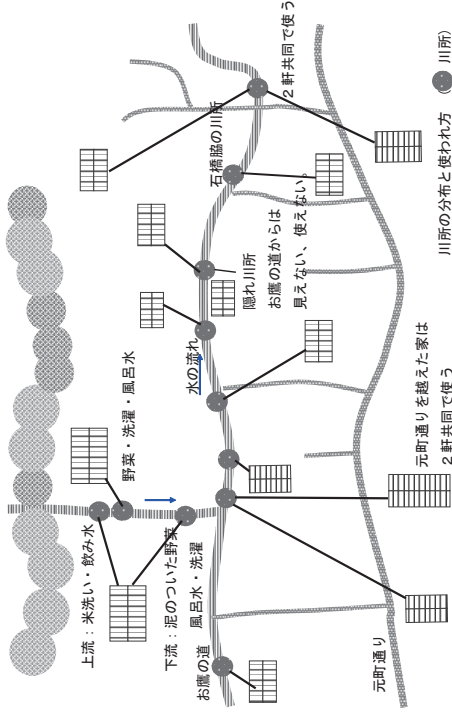 上流：米洗い・飲み水
野菜・洗濯・風呂水
下流：泥のついた野菜
風呂水・洗濯
お鷹の道
水の流れ
隠れ川所
お鷹の道からは
見えない、使えない。
石橋脇の川所
２軒共同で使う
元町通り
元町通りを越えた家は
２軒共同で使う
川所の分布と使われ方（ 川所）